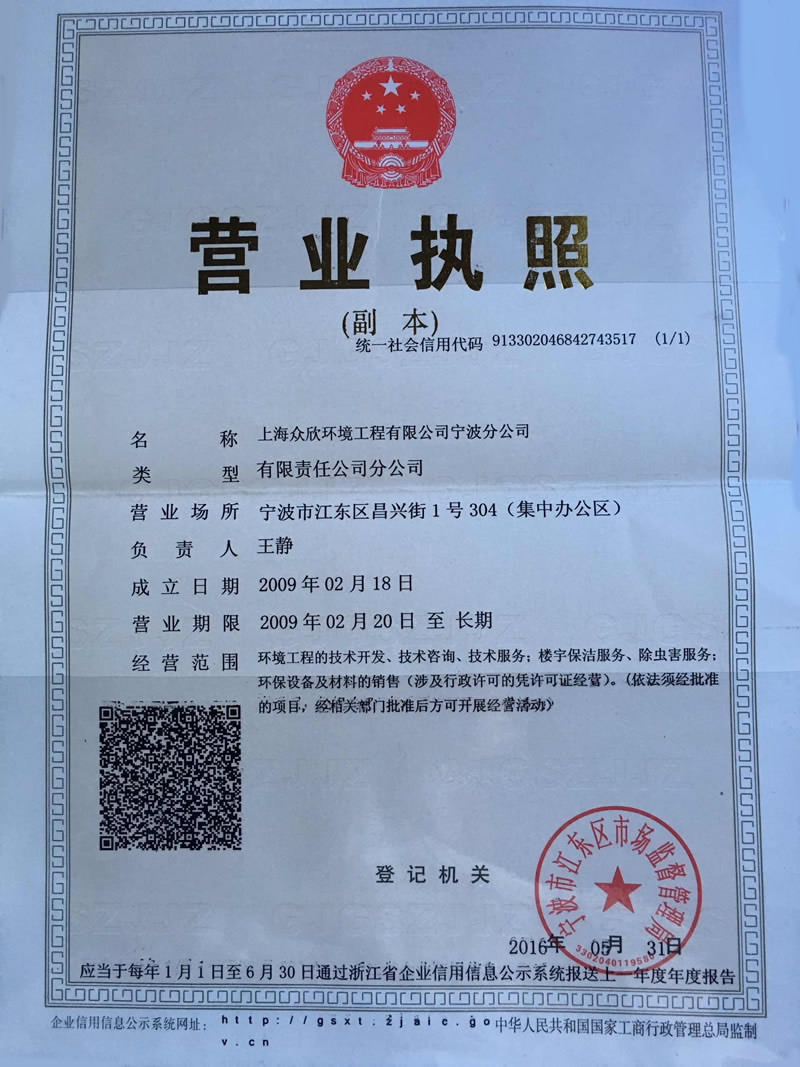 营业执照
(副 本)
统一社会信用代码 913302046842743517 (1/1)
名 称 上海众欣环境工程有限公司宁波分公司
类 型 有限责任公司分公司
营 业 场 所 宁波市江东区昌兴街1号304（集中办公区）
负 责 人 王静
成 立 日 期 2009年02月18日
营 业 期 限 2009年02月20日 至 长期
经 营 范 围 环境工程的技术开发、技术咨询、技术服务；楼宇保洁服务、除虫害服务；
环保设备及材料的销售（涉及行政许可的凭许可证经营）。（依法须经批准
的项目，经相关部门批准后方可开展经营活动）
登 记 机 关
宁波市江东区市场监督管理局
2016年 05月 31日
应当于每年1月1日至6月30日通过浙江省企业信用信息公示系统报送上一年度年度报告
企业信用信息公示系统网址： http://gsxt.zjaic.go
v.cn
中华人民共和国国家工商行政管理总局监制